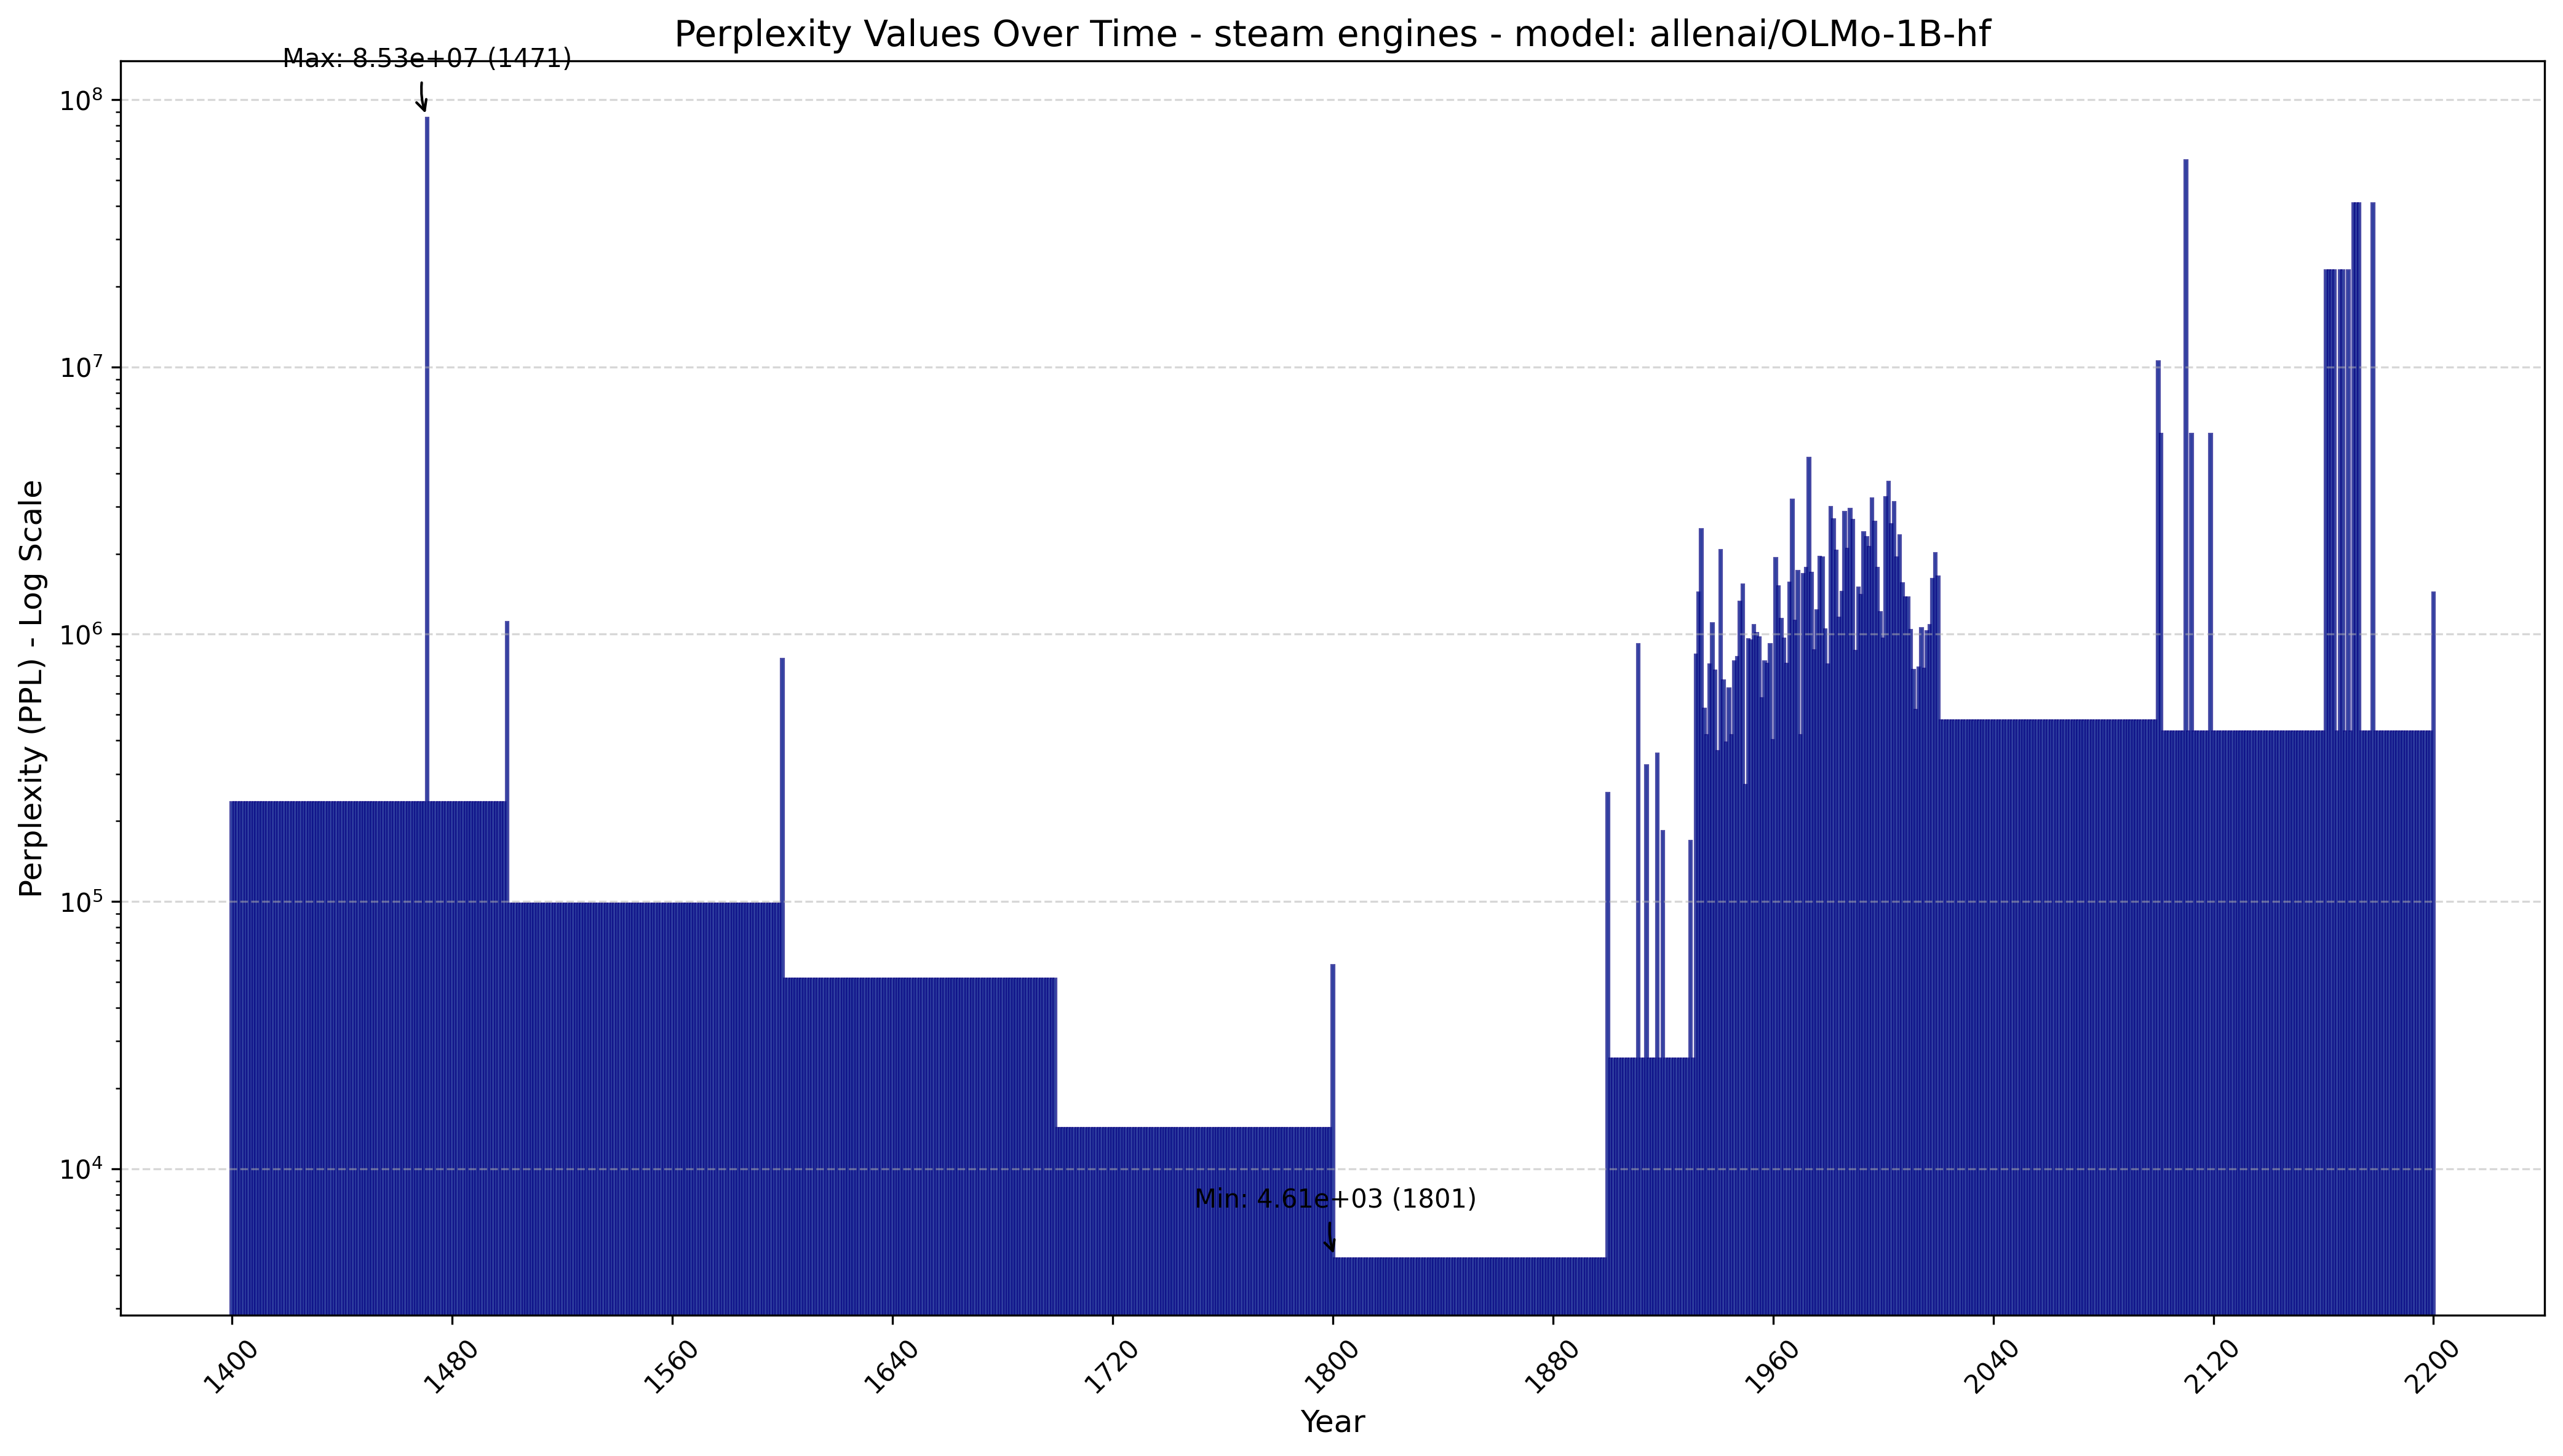 Perplexity Values Over Time - steam engines - model: allenai/OLMo-1B-hf
Max: 8.53e+07 (1471)
10⁸
10⁷
10⁶
10⁵
10⁴
Perplexity (PPL) - Log Scale
Min: 4.61e+03 (1801)
1400 1480 1560 1640 1720 1800 1880 1960 2040 2120 2200
Year